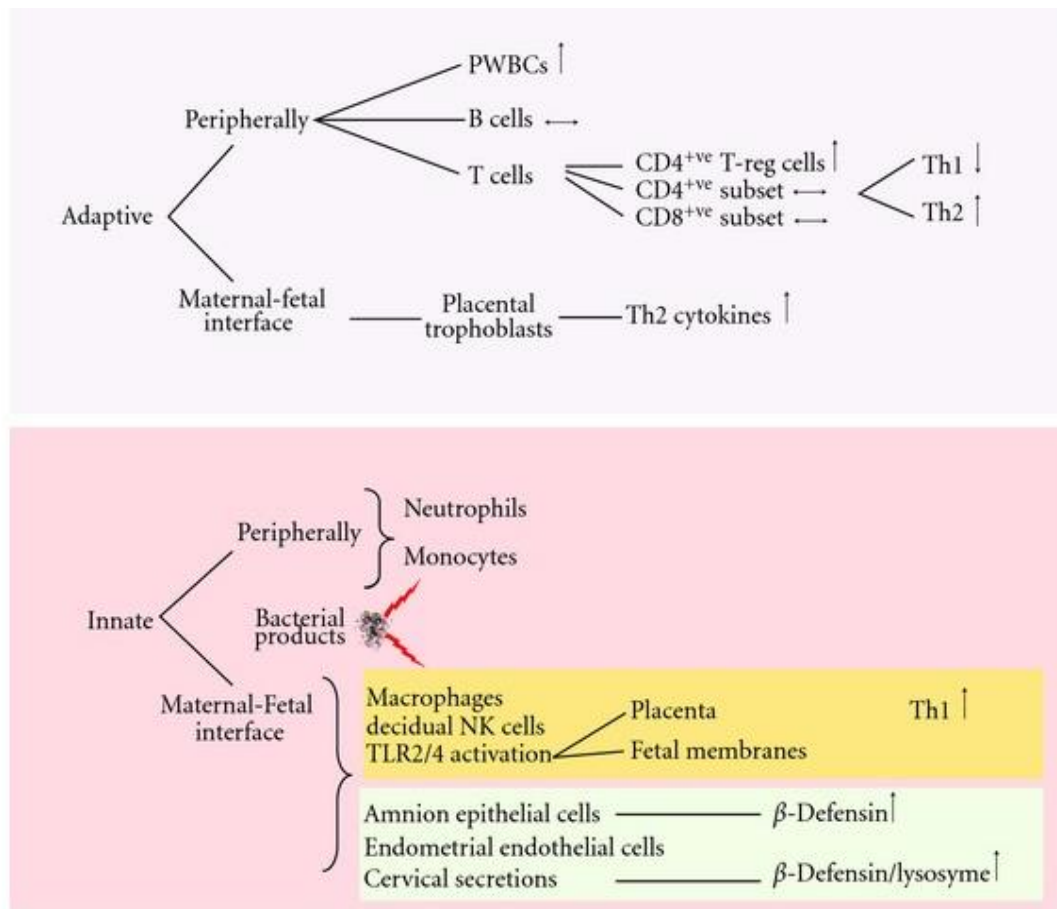 PWBCs ↑
Peripherally
B cells ↔
T cells
CD4+ve T-reg cells ↑
CD4+ve subset ↔
CD8+ve subset ↔
Th1 ↓
Th2 ↑
Adaptive
Maternal-fetal
interface
Placental
trophoblasts
Th2 cytokines ↑
Neutrophils
Peripherally
Monocytes
Innate
Bacterial
products
Maternal-Fetal
interface
Macrophages
decidual NK cells
TLR2/4 activation
Placenta
Fetal membranes
Th1 ↑
Amnion epithelial cells
β-Defensin ↑
Endometrial endothelial cells
Cervical secretions
β-Defensin/lysosyme ↑